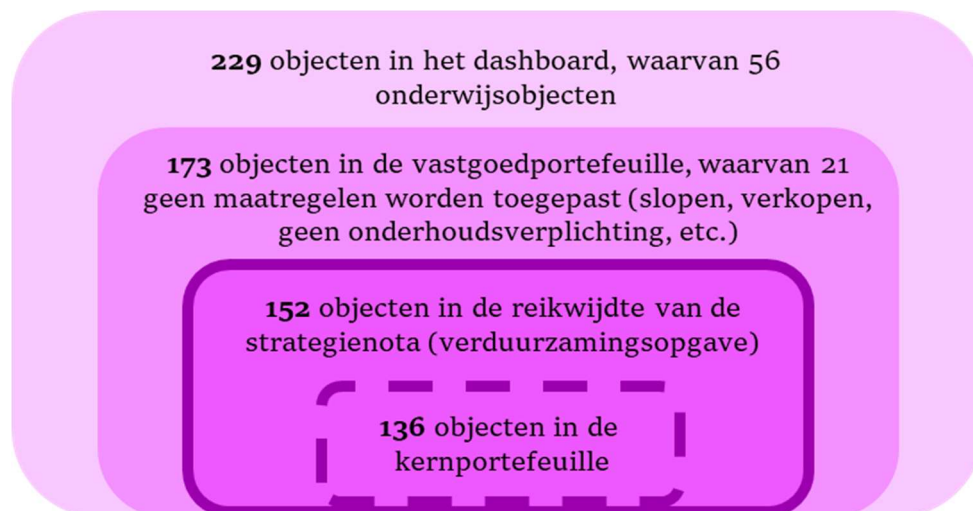 229 objecten in het dashboard, waarvan 56
onderwijsobjecten
173 objecten in de vastgoedportefeuille, waarvan 21
geen maatregelen worden toegepast (slopen, verkopen,
geen onderhoudsverplichting, etc.)
152 objecten in de reikwijdte van de
strategienota (verduurzamingsopgave)
136 objecten in de
kernportefeuille